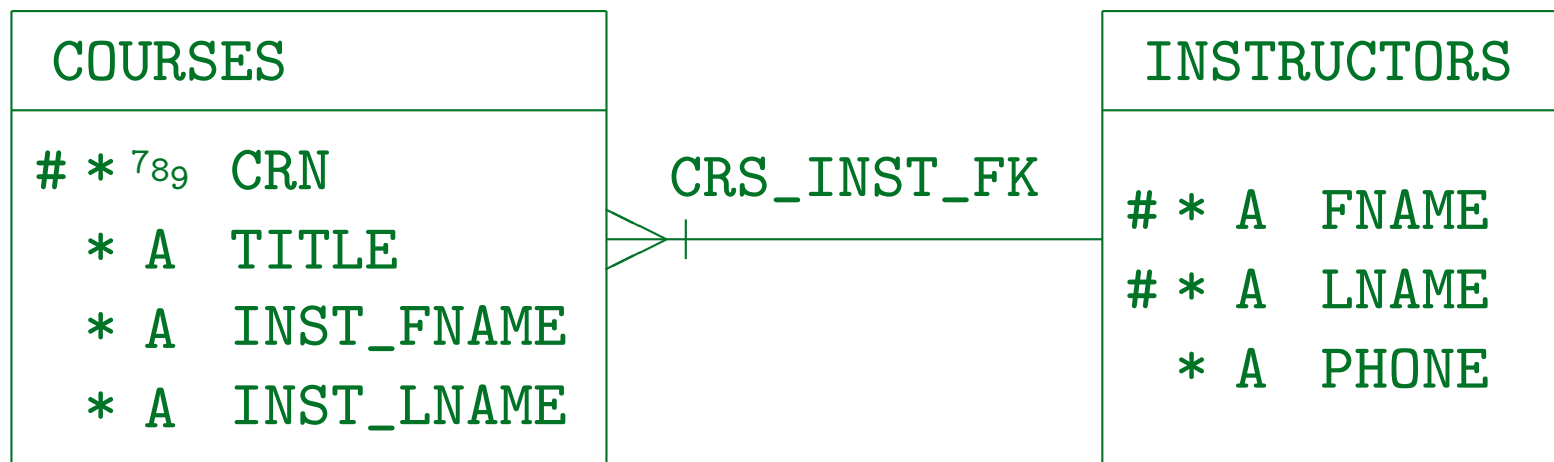 COURSES
# * 789 CRN
* A TITLE
* A INST_FNAME
* A INST_LNAME
CRS_INST_FK
INSTRUCTORS
# * A FNAME
# * A LNAME
* A PHONE